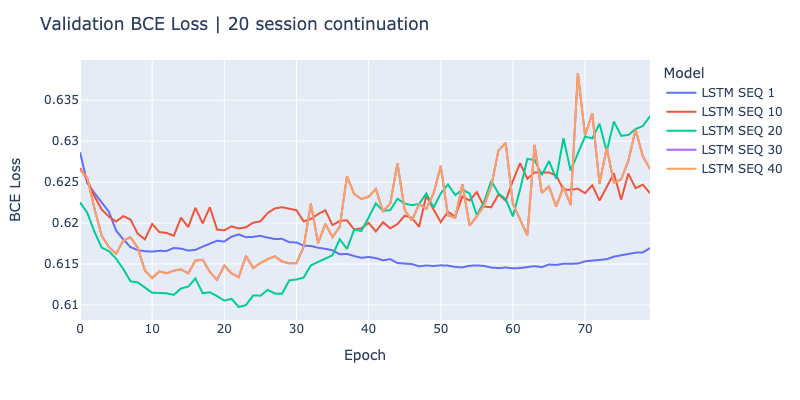 Validation BCE Loss | 20 session continuation
Model
LSTM SEQ 1
LSTM SEQ 10
LSTM SEQ 20
LSTM SEQ 30
LSTM SEQ 40
BCE Loss
0.635
0.63
0.625
0.62
0.615
0.61
0 10 20 30 40 50 60 70
Epoch